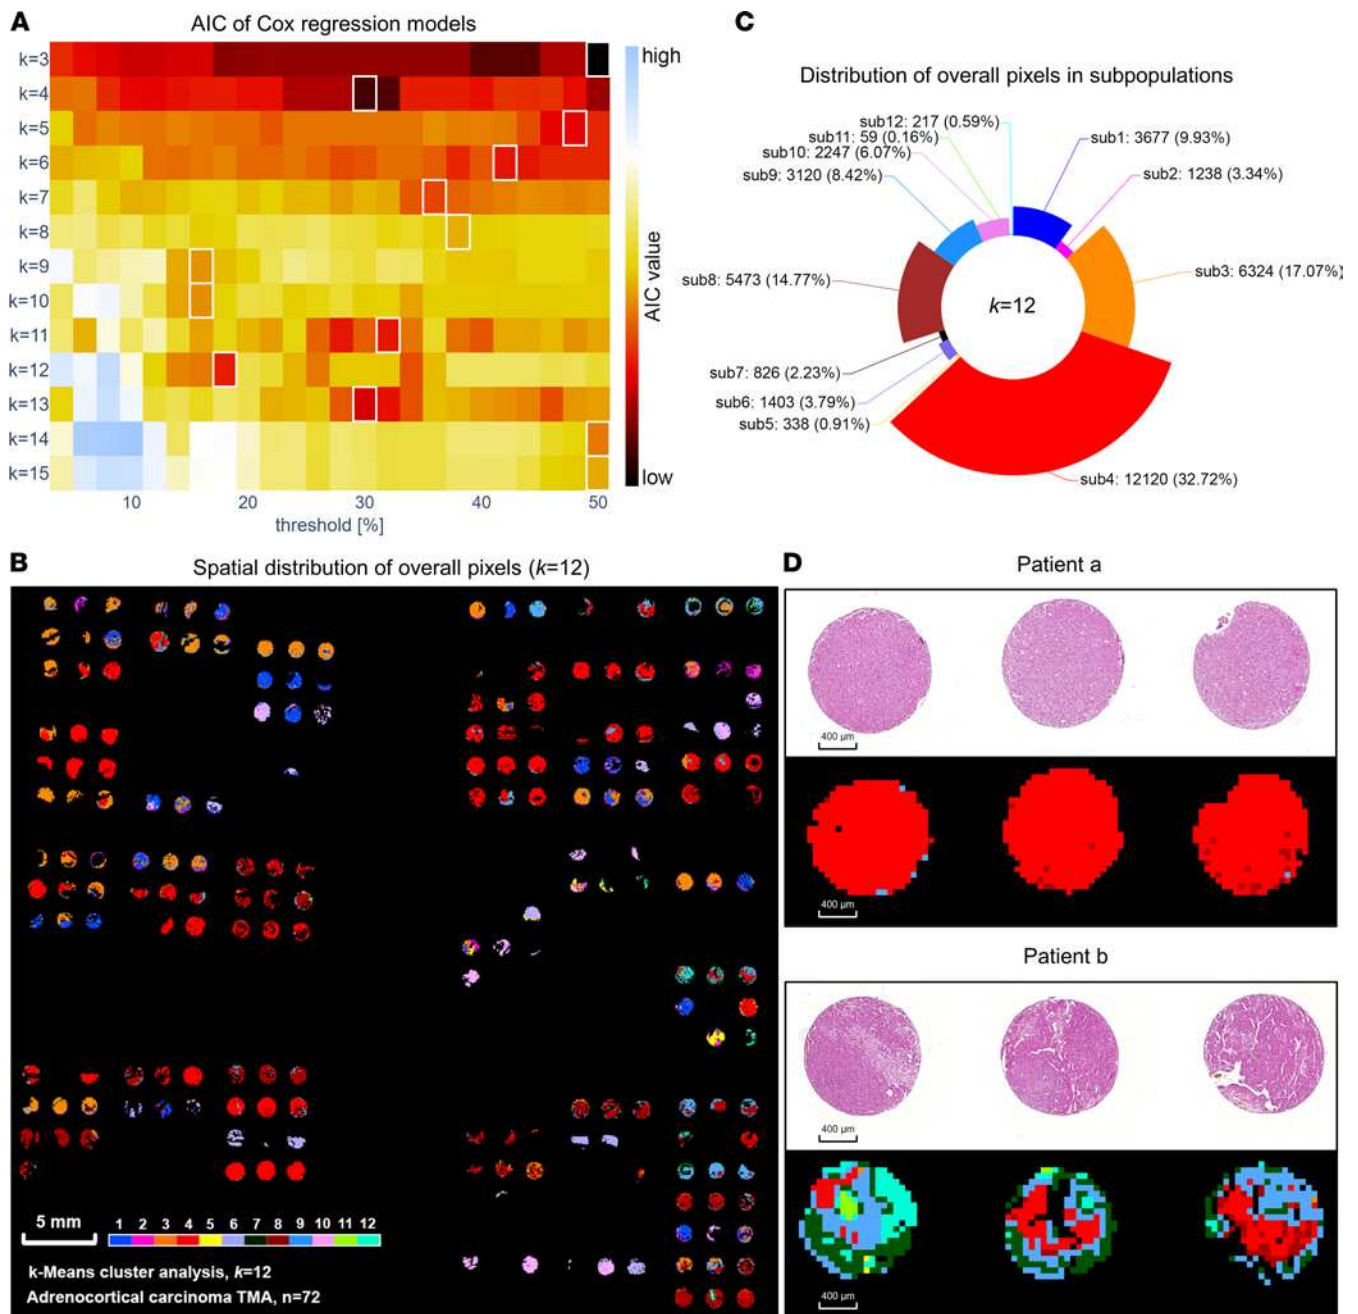 A
AIC of Cox regression models
k=3
k=4
k=5
k=6
k=7
k=8
k=9
k=10
k=11
k=12
k=13
k=14
k=15
10 20 30 40 50
threshold [%]
high
AIC value
low
C
Distribution of overall pixels in subpopulations
sub12: 217 (0.59%)
sub11: 59 (0.16%)
sub10: 2247 (6.07%)
sub9: 3120 (8.42%)
sub1: 3677 (9.93%)
sub2: 1238 (3.34%)
sub3: 6324 (17.07%)
sub8: 5473 (14.77%)
k=12
sub7: 826 (2.23%)
sub6: 1403 (3.79%)
sub5: 338 (0.91%)
sub4: 12120 (32.72%)
B
Spatial distribution of overall pixels (k=12)
5 mm
1 2 3 4 5 6 7 8 9 10 11 12
k-Means cluster analysis, k=12
Adrenocortical carcinoma TMA, n=72
D
Patient a
400 µm
400 µm
Patient b
400 µm
400 µm